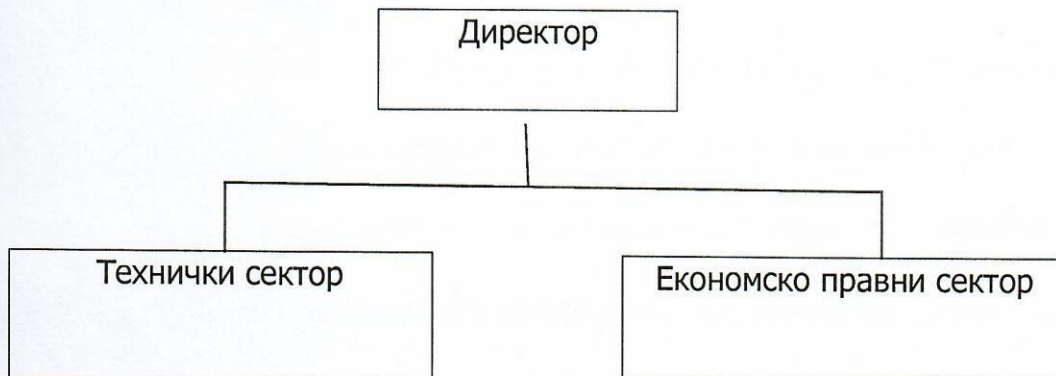 Директор
Технички сектор
Економско правни сектор